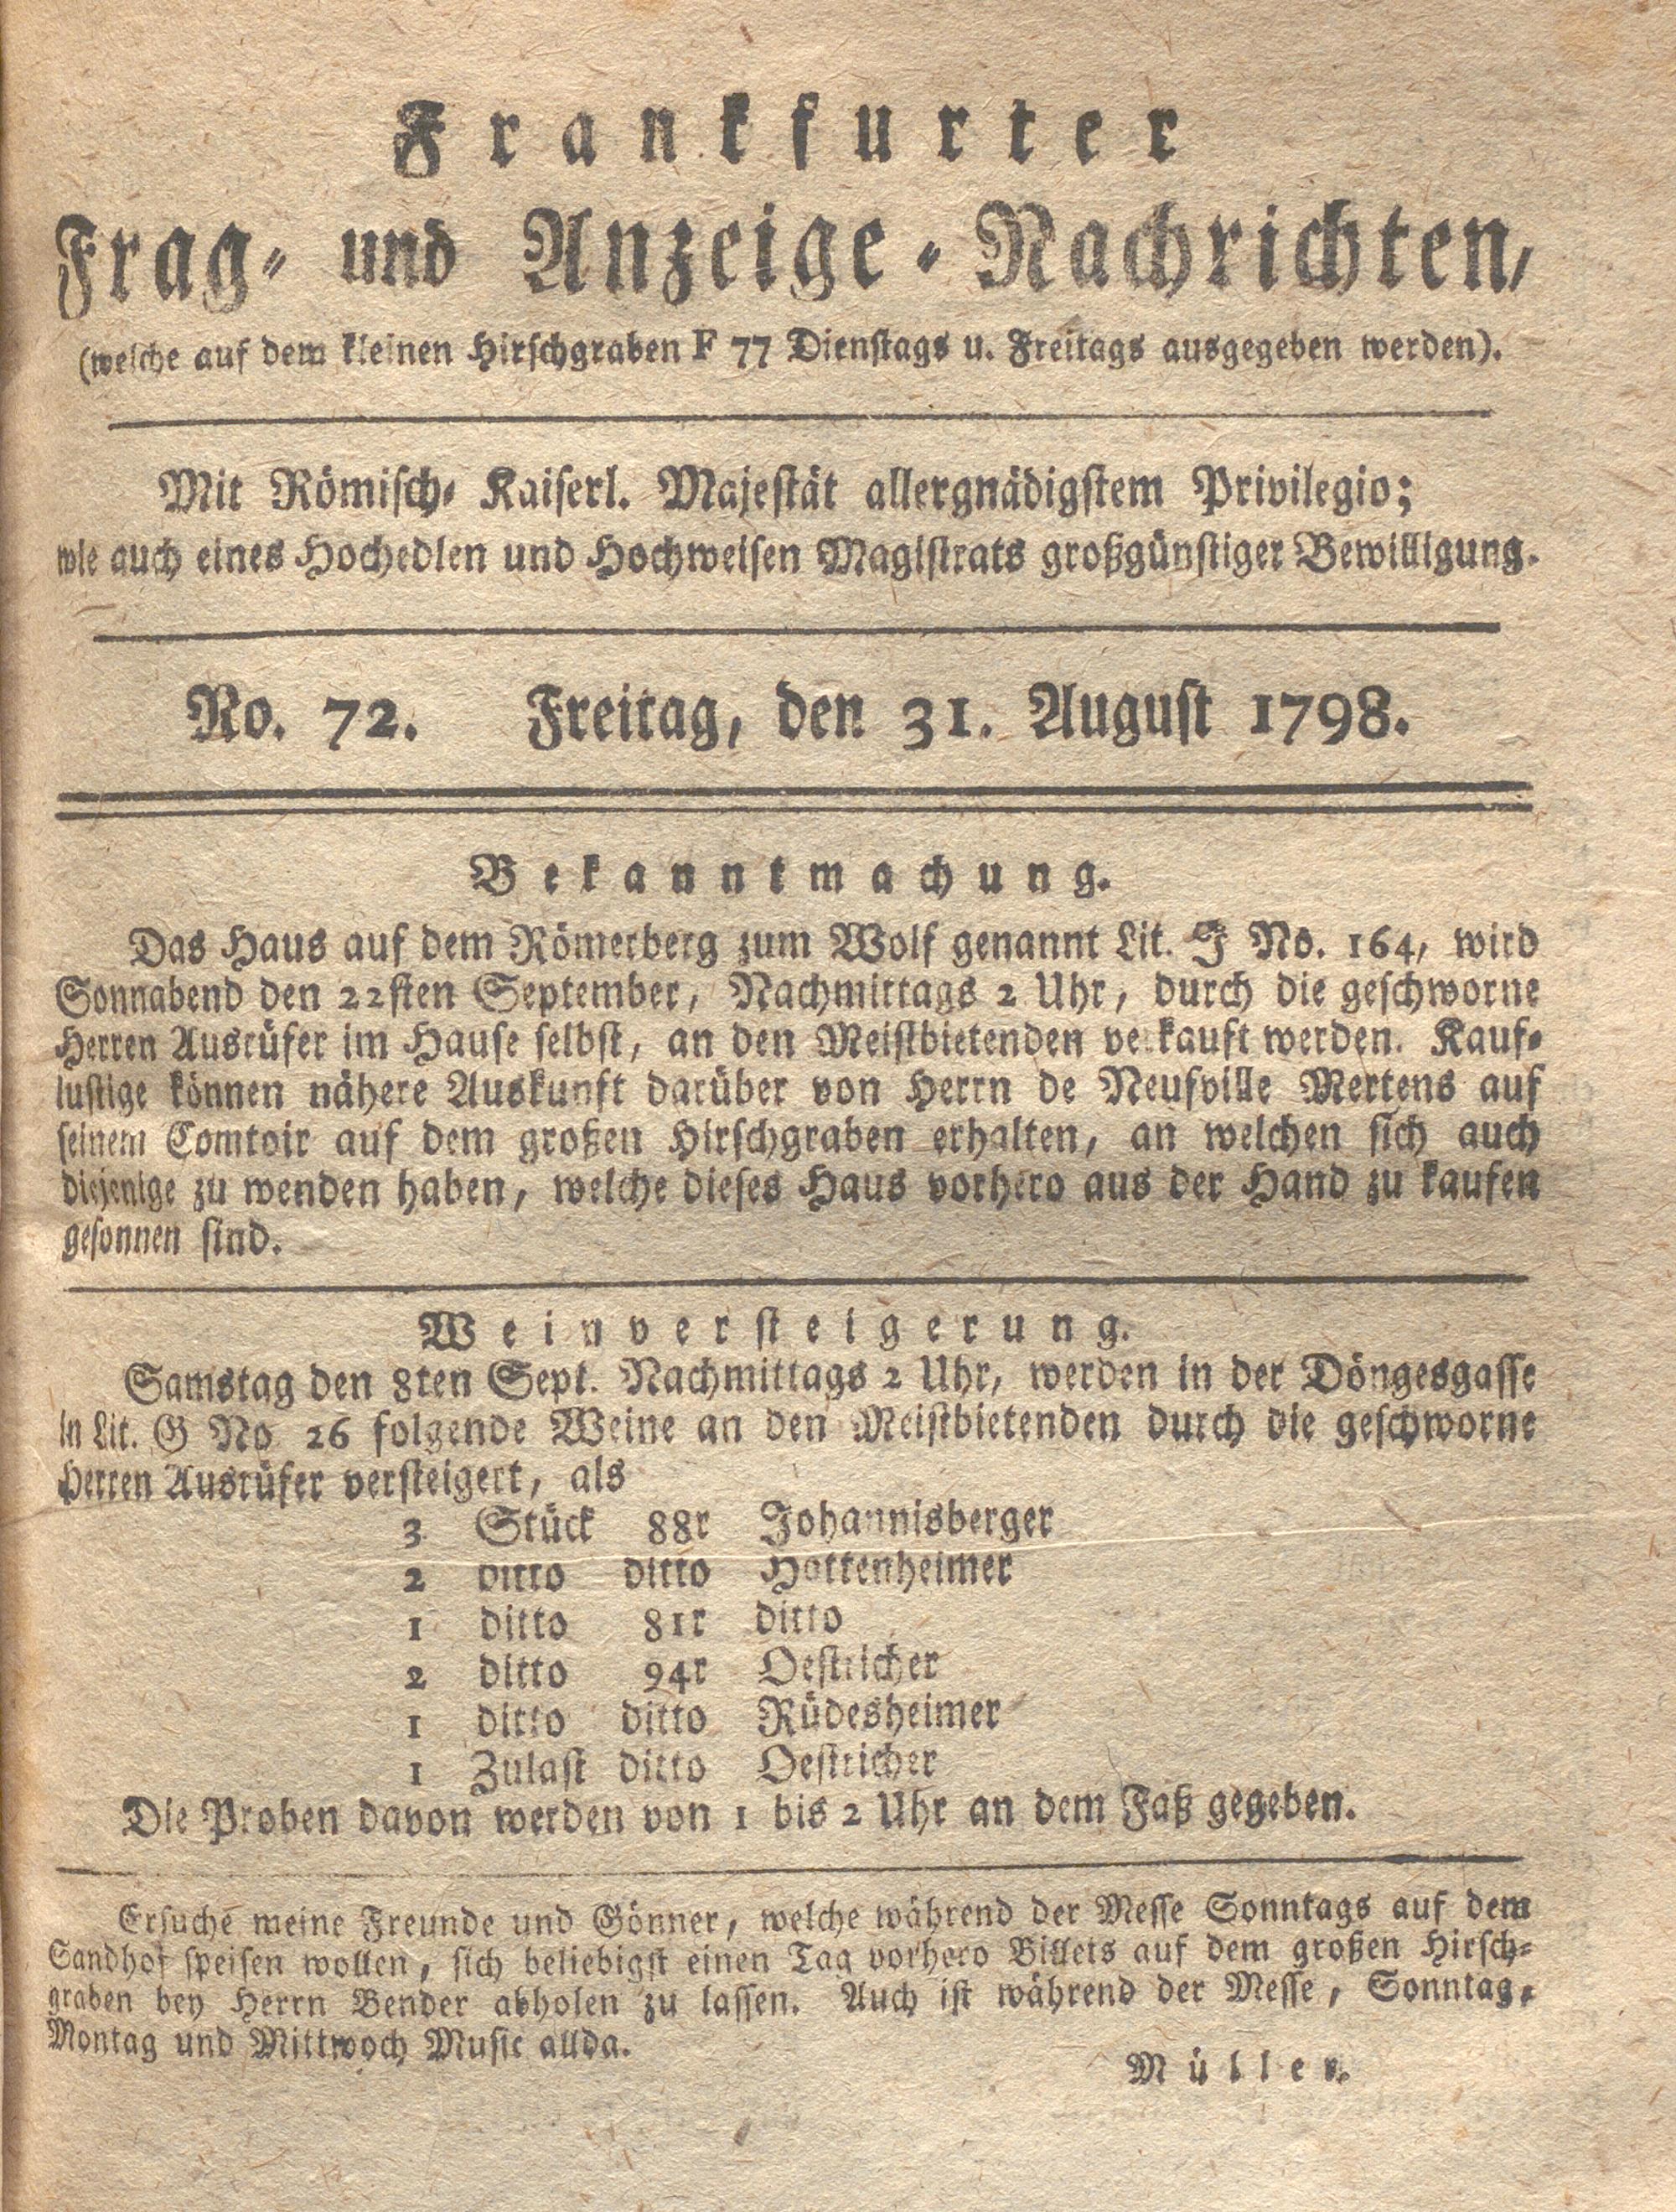 Frankfurter
Frag- und Anzeige-Nachrichten,
(welche auf dem kleinen Hirschgraben F 77 Dienstags u. Freitags ausgegeben werden).
Mit Römisch- Kaiserl. Majestät allergnädigstem Privilegio;
wie auch eines Hochedlen und Hochweisen Magistrats großgünstiger Bewilligung.
No. 72. Freitag, den 31. August 1798.
Bekanntmachung.
Das Haus auf dem Römerberg zum Wolf genannt Lit. J No. 164, wird
Sonnabend den 22sten September, Nachmittags 2 Uhr, durch die geschworne
Herren Ausrüfer im Hause selbst, an den Meistbietenden verkauft werden. Kauf-
lustige können nähere Auskunft darüber von Herrn de Neufville Mertens auf
seinem Comtoir auf dem großen Hirschgraben erhalten, an welchen sich auch
diejenige zu wenden haben, welche dieses Haus vorhero aus der Hand zu kaufen
gesonnen sind.
Weinversteigerung.
Samstag den 8ten Sept. Nachmittags 2 Uhr, werden in der Döngesgasse
in Lit. G No 26 folgende Weine an den Meistbietenden durch die geschworne
Herren Ausrüfer versteigert, als
3 Stück 88r Johannisberger
2 ditto ditto Hattenheimer
1 ditto 81r ditto
2 ditto 94r Oestricher
1 ditto ditto Rüdesheimer
1 Zulast ditto Oestricher
Die Proben davon werden von 1 bis 2 Uhr an dem Faß gegeben.
Ersuche meine Freunde und Gönner, welche während der Messe Sonntags auf dem
Sandhof speisen wollen, sich beliebigst einen Tag vorhero Billets auf dem großen Hirsch-
graben bey Herrn Bender abholen zu lassen. Auch ist während der Messe, Sonntag,
Montag und Mittwoch Music allda.
Müller.